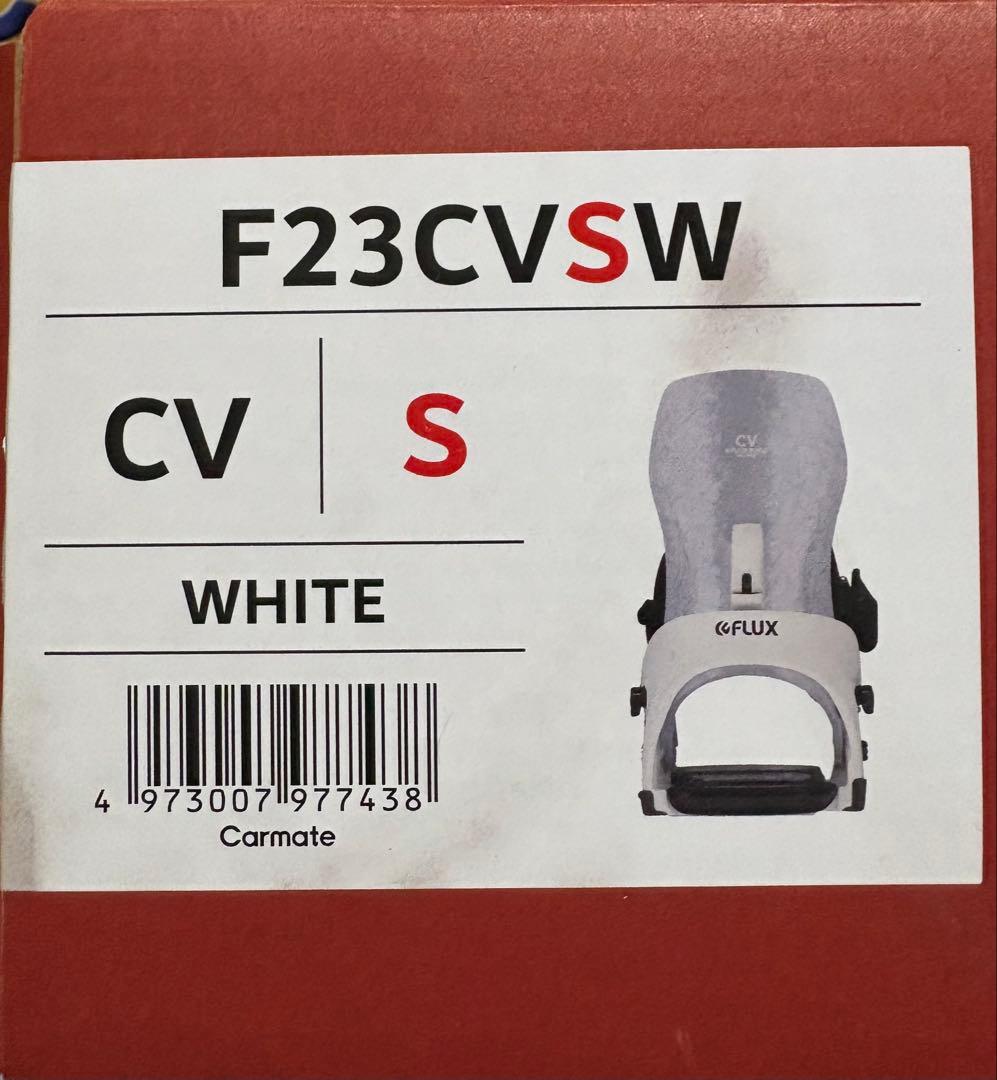 F23CVSW
CV
S
WHITE
4 973007 977438
Carmate
CV
FLUX